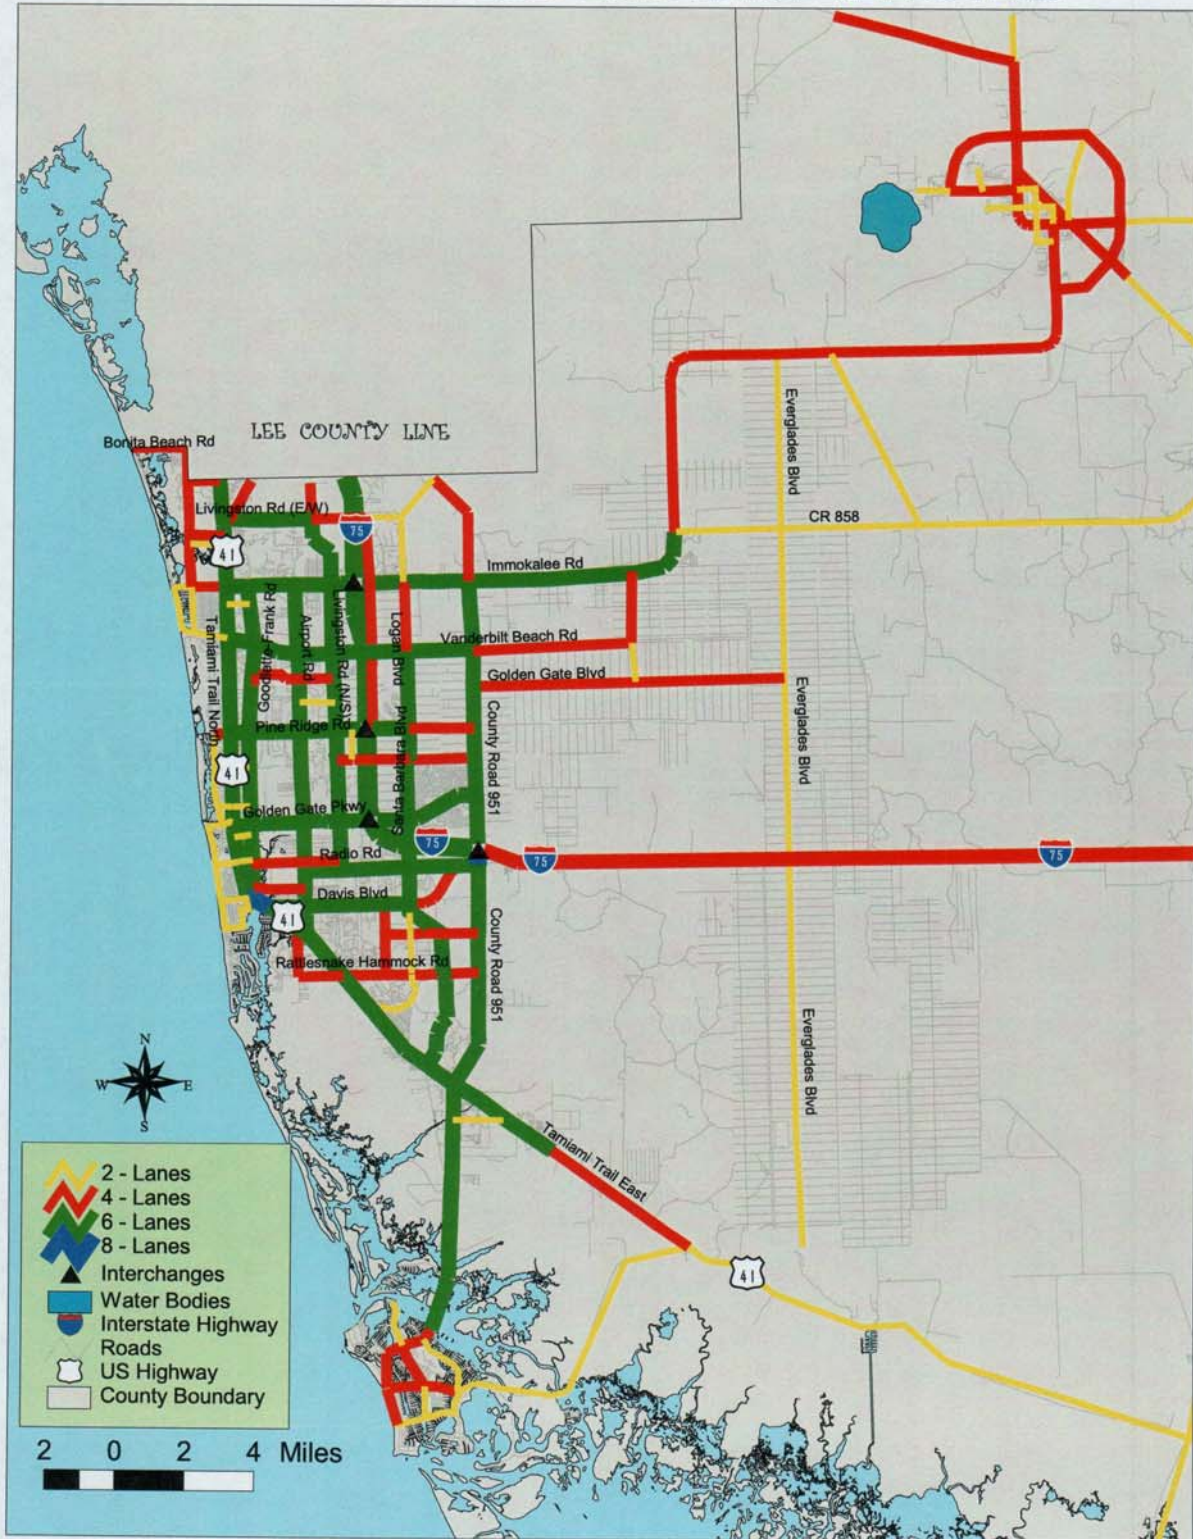 LEE COUNTY LINE
Bonita Beach Rd
Livingston Rd (E/W)
75
41
Everglades Blvd
CR 858
Immokalee Rd
Goodlette-Frank Rd
Airport Rd
Livingston Rd (N/S)
Logan Blvd
Vanderbilt Beach Rd
Tamiami Trail North
Golden Gate Blvd
Everglades Blvd
County Road 951
Pine Ridge Rd
Santa Barbara Blvd
41
Golden Gate Pkwy
75
75
75
Radio Rd
Davis Blvd
41
County Road 951
Rattlesnake Hammock Rd
Everglades Blvd
N
W
E
S
Tamiami Trail East
41
2 - Lanes
4 - Lanes
6 - Lanes
8 - Lanes
Interchanges
Water Bodies
Interstate Highway
Roads
US Highway
County Boundary
2 0 2 4 Miles